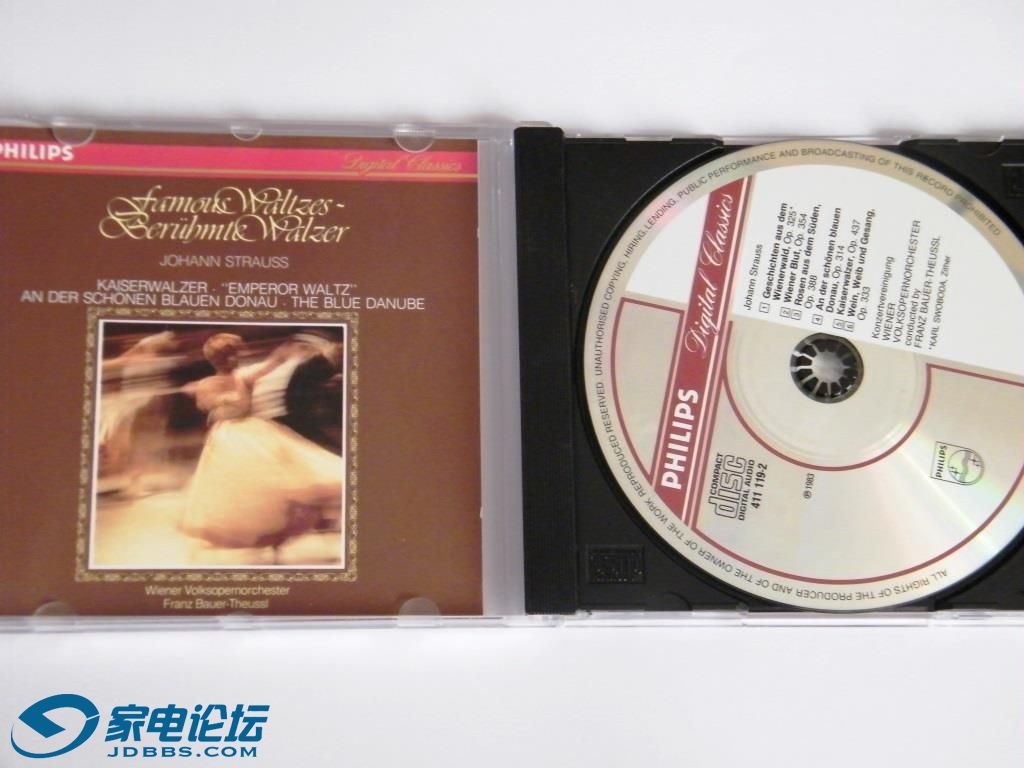 PHILIPS
Digital Classics
Famous Waltzes-
Berühmte Walzer
JOHANN STRAUSS
KAISERWALZER · "EMPEROR WALTZ"
AN DER SCHÖNEN BLAUEN DONAU · THE BLUE DANUBE
Wiener Volksopernorchester
Franz Bauer-Theussl
ALL RIGHTS OF THE PRODUCER AND OF THE OWNER OF THE WORK REPRODUCED RESERVED. UNAUTHORISED COPYING, HIRING, LENDING, PUBLIC PERFORMANCE AND BROADCASTING OF THIS RECORD PROHIBITED
PHILIPS
Digital Classics
Johann Strauss
1 Geschichten aus dem
Wienerwald, Op. 325*
2 Wiener Blut, Op. 354
3 Rosen aus dem Süden,
Op. 388
4 An der schönen blauen
Donau, Op. 314
5 Kaiserwalzer, Op. 437
6 Wein, Weib und Gesang,
Op. 333
Konzertvereinigung
WIENER
VOLKSOPERNORCHESTER
conducted by
FRANZ BAUER-THEUSSL
*KARL SWOBODA, Zither
COMPACT
disc
DIGITAL AUDIO
411 119-2
℗ 1983
PHILIPS
家电论坛
JDBBS.COM